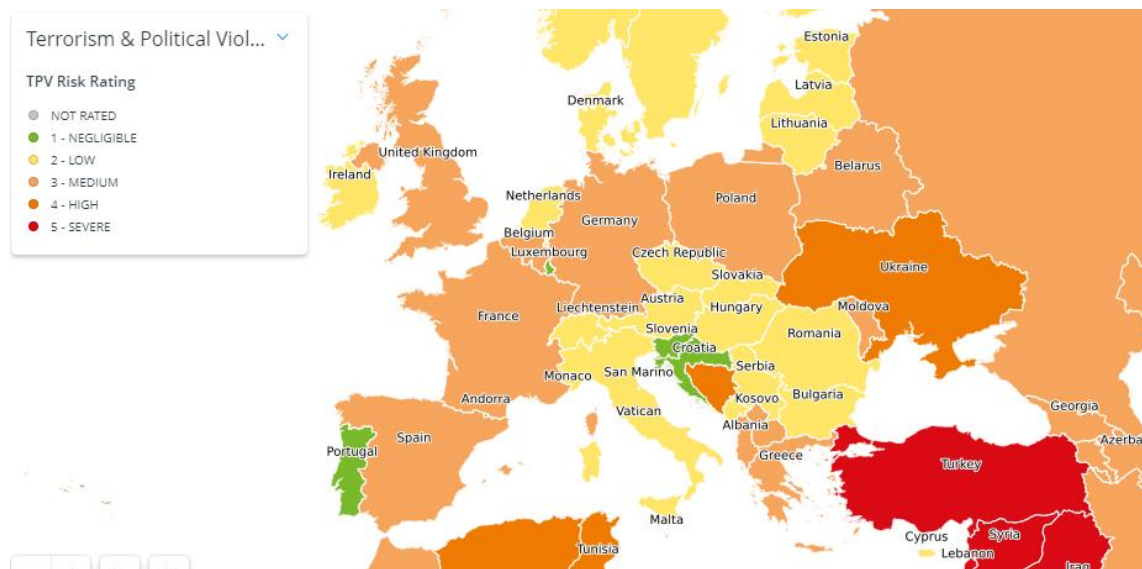 Terrorism & Political Viol...
TPV Risk Rating
NOT RATED
1 - NEGLIGIBLE
2 - LOW
3 - MEDIUM
4 - HIGH
5 - SEVERE
Estonia
Latvia
Denmark
Lithuania
United Kingdom
Belarus
Ireland
Netherlands
Poland
Germany
Belgium
Luxembourg
Czech Republic
Ukraine
Slovakia
Austria
Liechtenstein
Hungary
Moldova
France
Slovenia
Romania
Croatia
Serbia
San Marino
Monaco
Bulgaria
Kosovo
Andorra
Vatican
Georgia
Albania
Spain
Azerba
Portugal
Greece
Turkey
Malta
Cyprus
Syria
Tunisia
Lebanon
Iraq